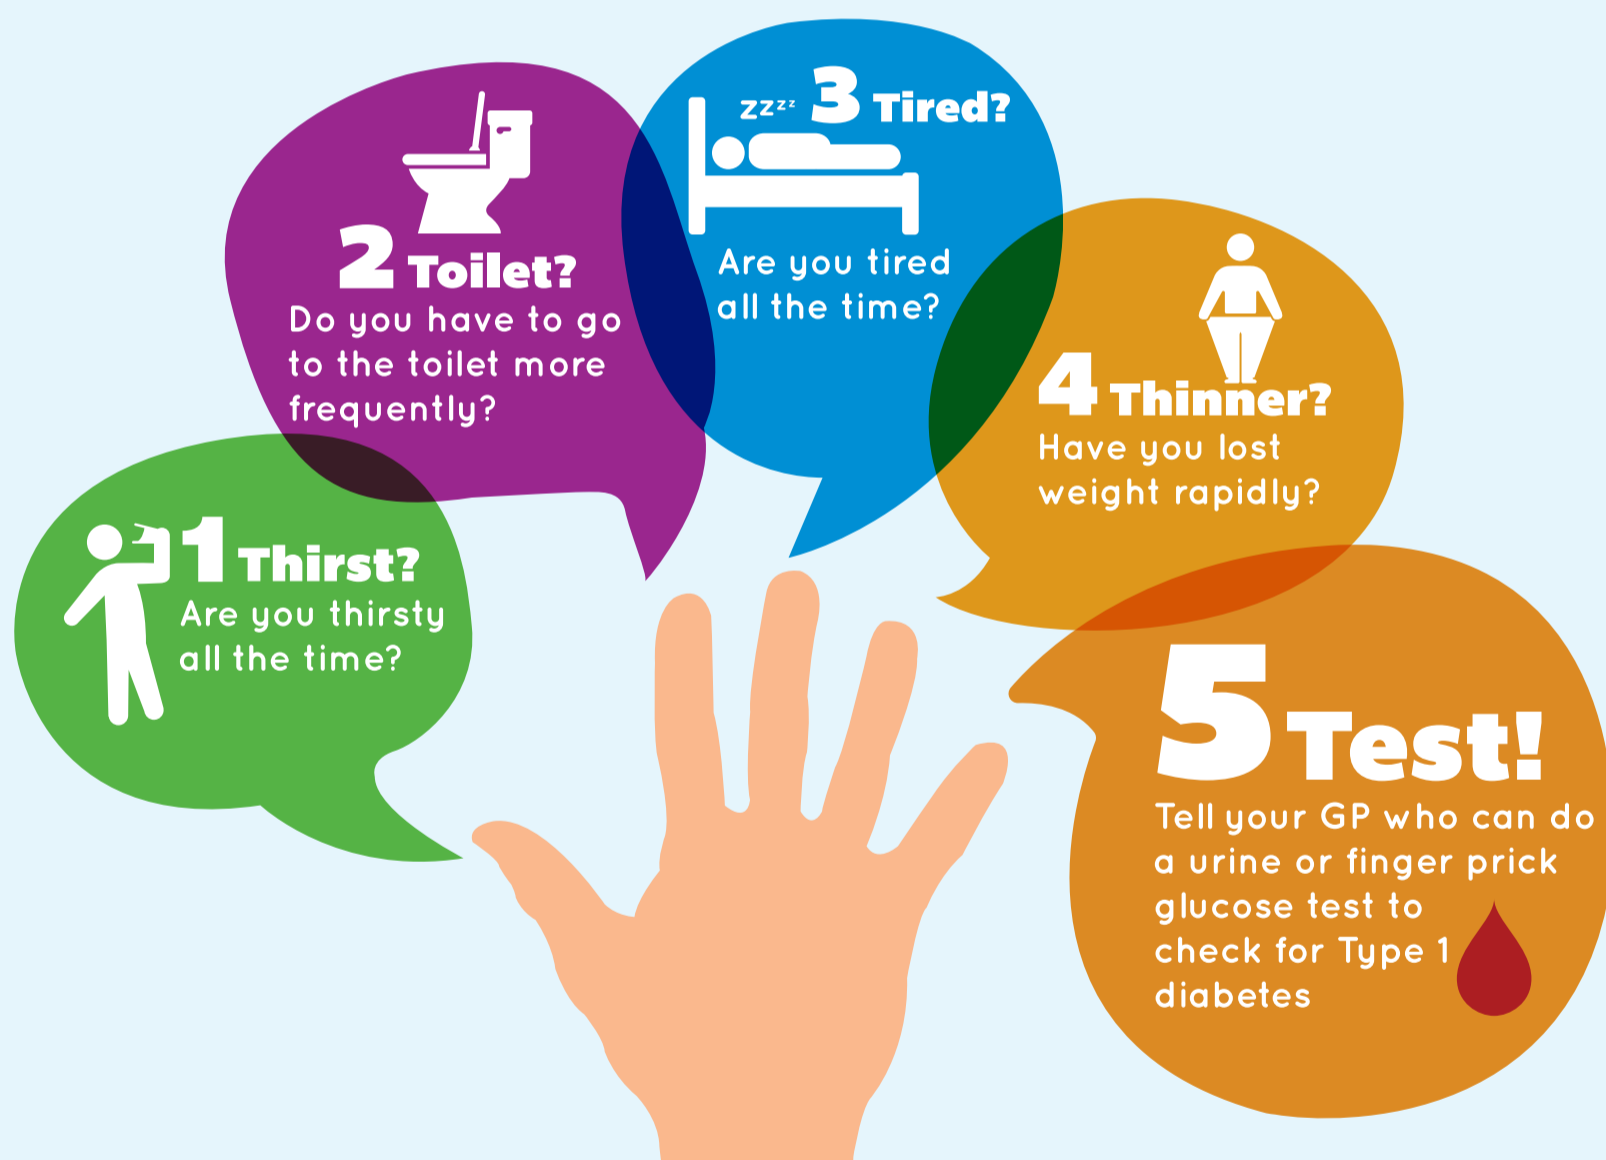 1 Thirst?
Are you thirsty
all the time?
2 Toilet?
Do you have to go
to the toilet more
frequently?
zzzz 3 Tired?
Are you tired
all the time?
4 Thinner?
Have you lost
weight rapidly?
5 Test!
Tell your GP who can do
a urine or finger prick
glucose test to
check for Type 1
diabetes